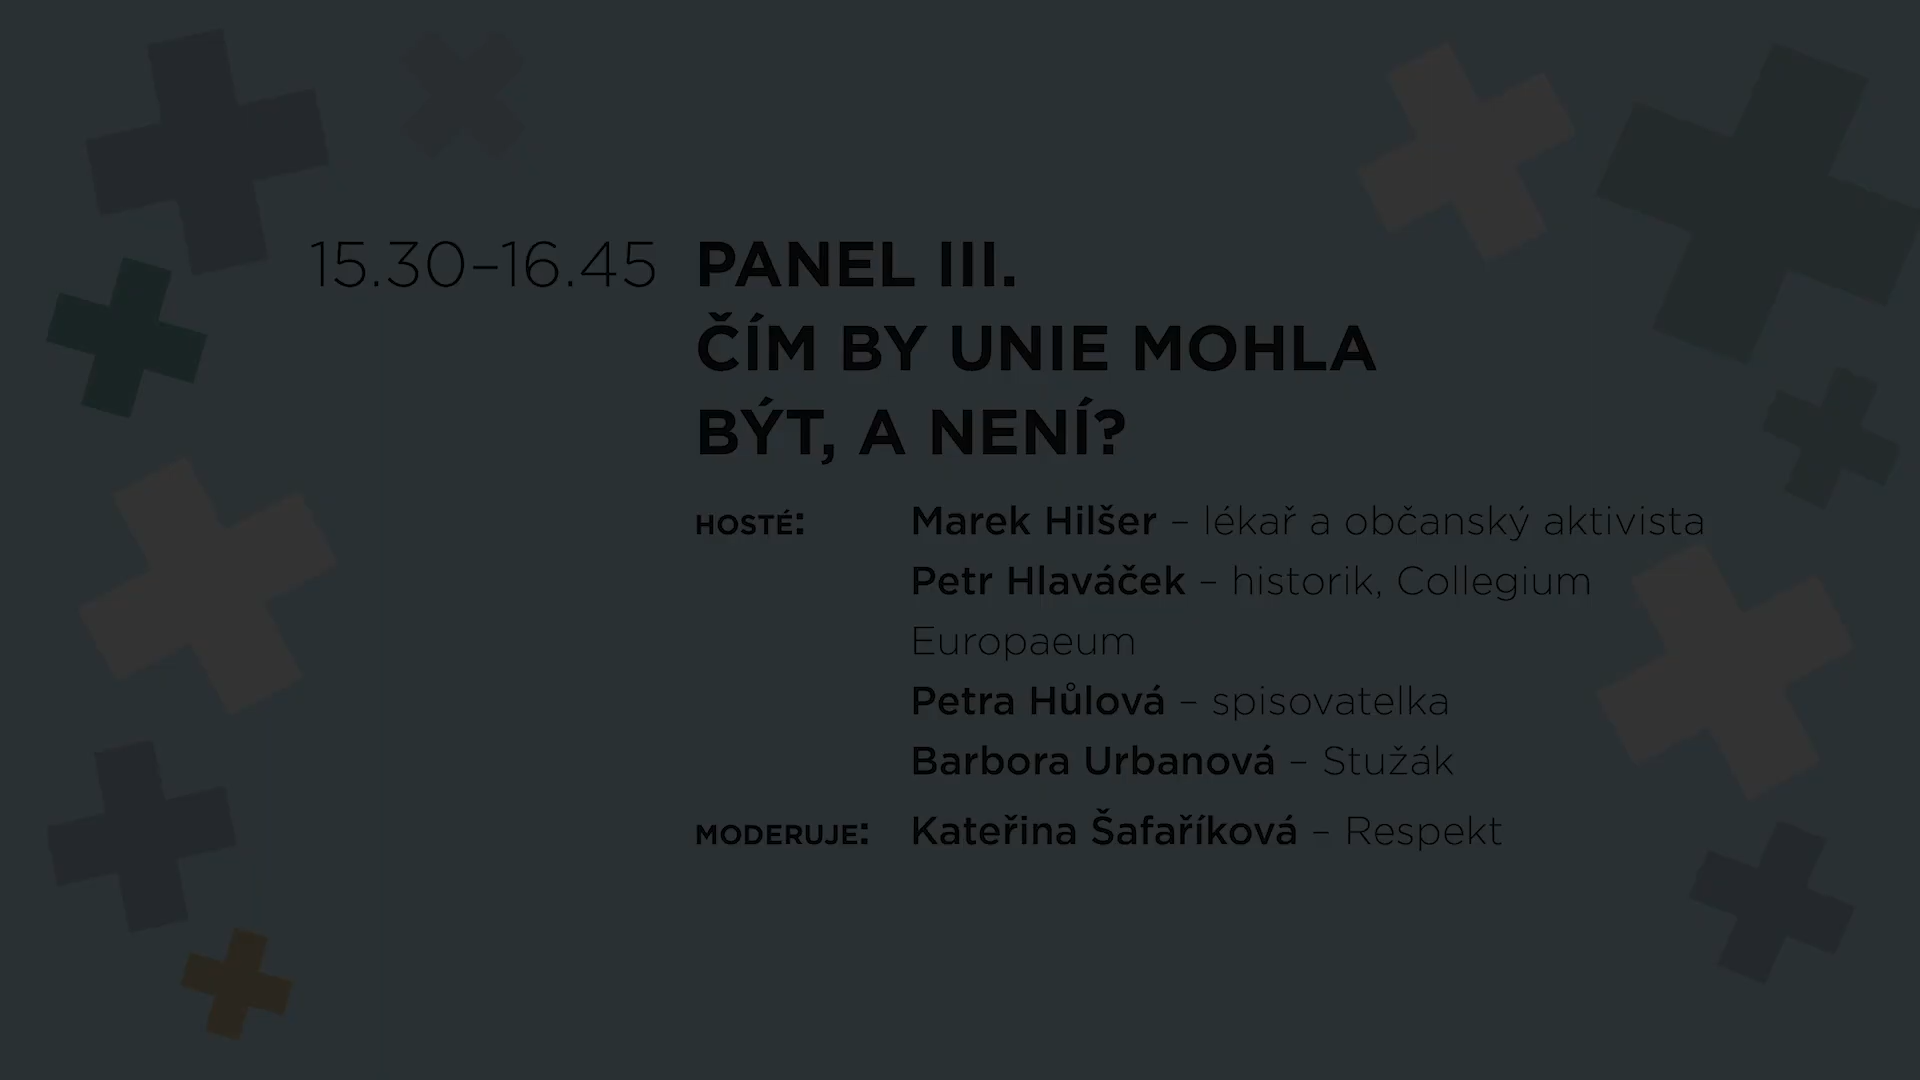 15.30–16.45 PANEL III.
ČÍM BY UNIE MOHLA
BÝT, A NENÍ?
HOSTÉ: Marek Hilšer – lékař a občanský aktivista
Petr Hlaváček – historik, Collegium
Europaeum
Petra Hůlová – spisovatelka
Barbora Urbanová – Stužák
MODERUJE: Kateřina Šafaříková – Respekt